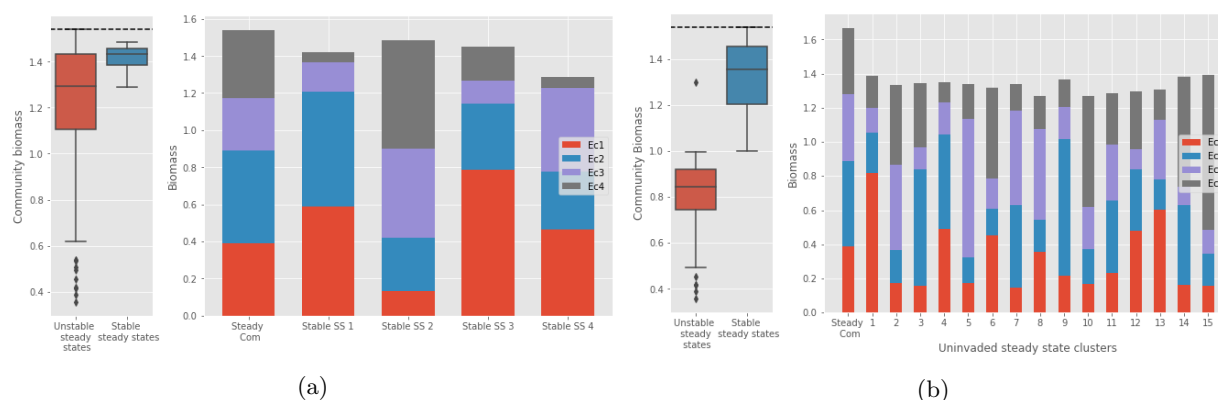 Community biomass
1.4
1.2
1.0
0.8
0.6
0.4
Unstable
steady
states
Stable
steady states
Biomass
1.6
1.4
1.2
1.0
0.8
0.6
0.4
0.2
0.0
Ec1
Ec2
Ec3
Ec4
Steady
Com
Stable SS 1
Stable SS 2
Stable SS 3
Stable SS 4
(a)
Community Biomass
1.4
1.2
1.0
0.8
0.6
0.4
Unstable
steady
states
Stable
steady states
Biomass
1.6
1.4
1.2
1.0
0.8
0.6
0.4
0.2
0.0
Ec
Ec
Ec
Ec
Steady
Com
1 2 3 4 5 6 7 8 9 10 11 12 13 14 15
Uninvaded steady state clusters
(b)